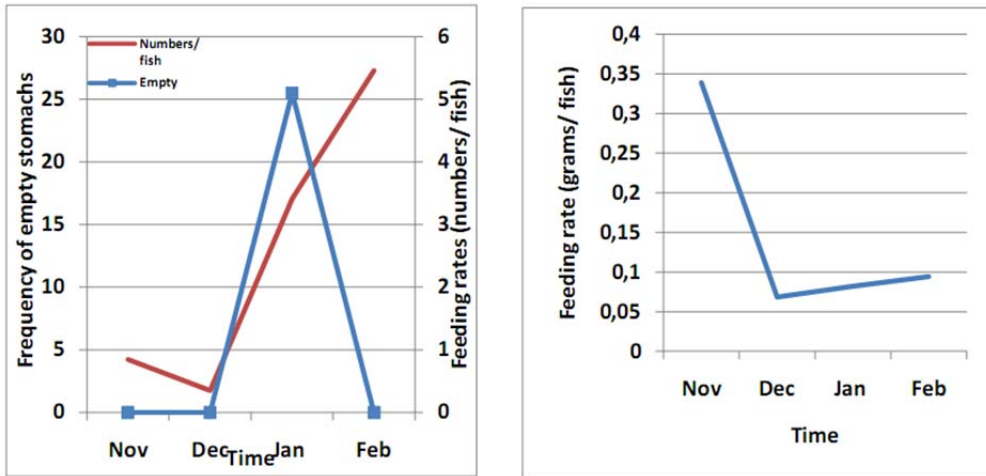 Frequency of empty stomachs
30
25
20
15
10
5
0
Numbers/
fish
Empty
6
5
4
3
2
1
0
Feeding rates (numbers/ fish)
Nov
Dec
Jan
Feb
Time
Feeding rate (grams/ fish)
0,4
0,35
0,3
0,25
0,2
0,15
0,1
0,05
0
Nov
Dec
Jan
Feb
Time